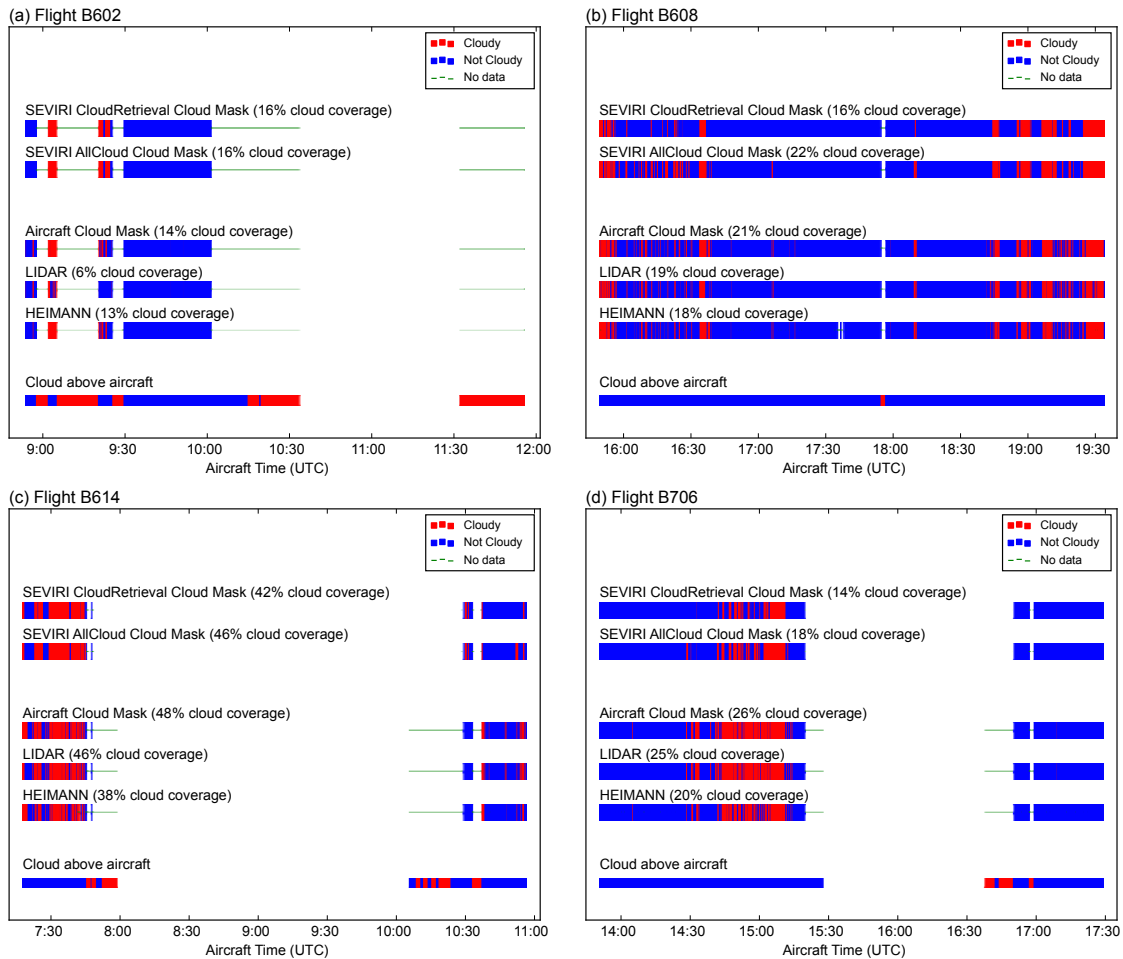 (a) Flight B602
Cloudy
Not Cloudy
No data
SEVIRI CloudRetrieval Cloud Mask (16% cloud coverage)
SEVIRI AllCloud Cloud Mask (16% cloud coverage)
Aircraft Cloud Mask (14% cloud coverage)
LIDAR (6% cloud coverage)
HEIMANN (13% cloud coverage)
Cloud above aircraft
9:00 9:30 10:00 10:30 11:00 11:30 12:00
Aircraft Time (UTC)
(b) Flight B608
Cloudy
Not Cloudy
No data
SEVIRI CloudRetrieval Cloud Mask (16% cloud coverage)
SEVIRI AllCloud Cloud Mask (22% cloud coverage)
Aircraft Cloud Mask (21% cloud coverage)
LIDAR (19% cloud coverage)
HEIMANN (18% cloud coverage)
Cloud above aircraft
16:00 16:30 17:00 17:30 18:00 18:30 19:00 19:30
Aircraft Time (UTC)
(c) Flight B614
Cloudy
Not Cloudy
No data
SEVIRI CloudRetrieval Cloud Mask (42% cloud coverage)
SEVIRI AllCloud Cloud Mask (46% cloud coverage)
Aircraft Cloud Mask (48% cloud coverage)
LIDAR (46% cloud coverage)
HEIMANN (38% cloud coverage)
Cloud above aircraft
7:30 8:00 8:30 9:00 9:30 10:00 10:30 11:00
Aircraft Time (UTC)
(d) Flight B706
Cloudy
Not Cloudy
No data
SEVIRI CloudRetrieval Cloud Mask (14% cloud coverage)
SEVIRI AllCloud Cloud Mask (18% cloud coverage)
Aircraft Cloud Mask (26% cloud coverage)
LIDAR (25% cloud coverage)
HEIMANN (20% cloud coverage)
Cloud above aircraft
14:00 14:30 15:00 15:30 16:00 16:30 17:00 17:30
Aircraft Time (UTC)